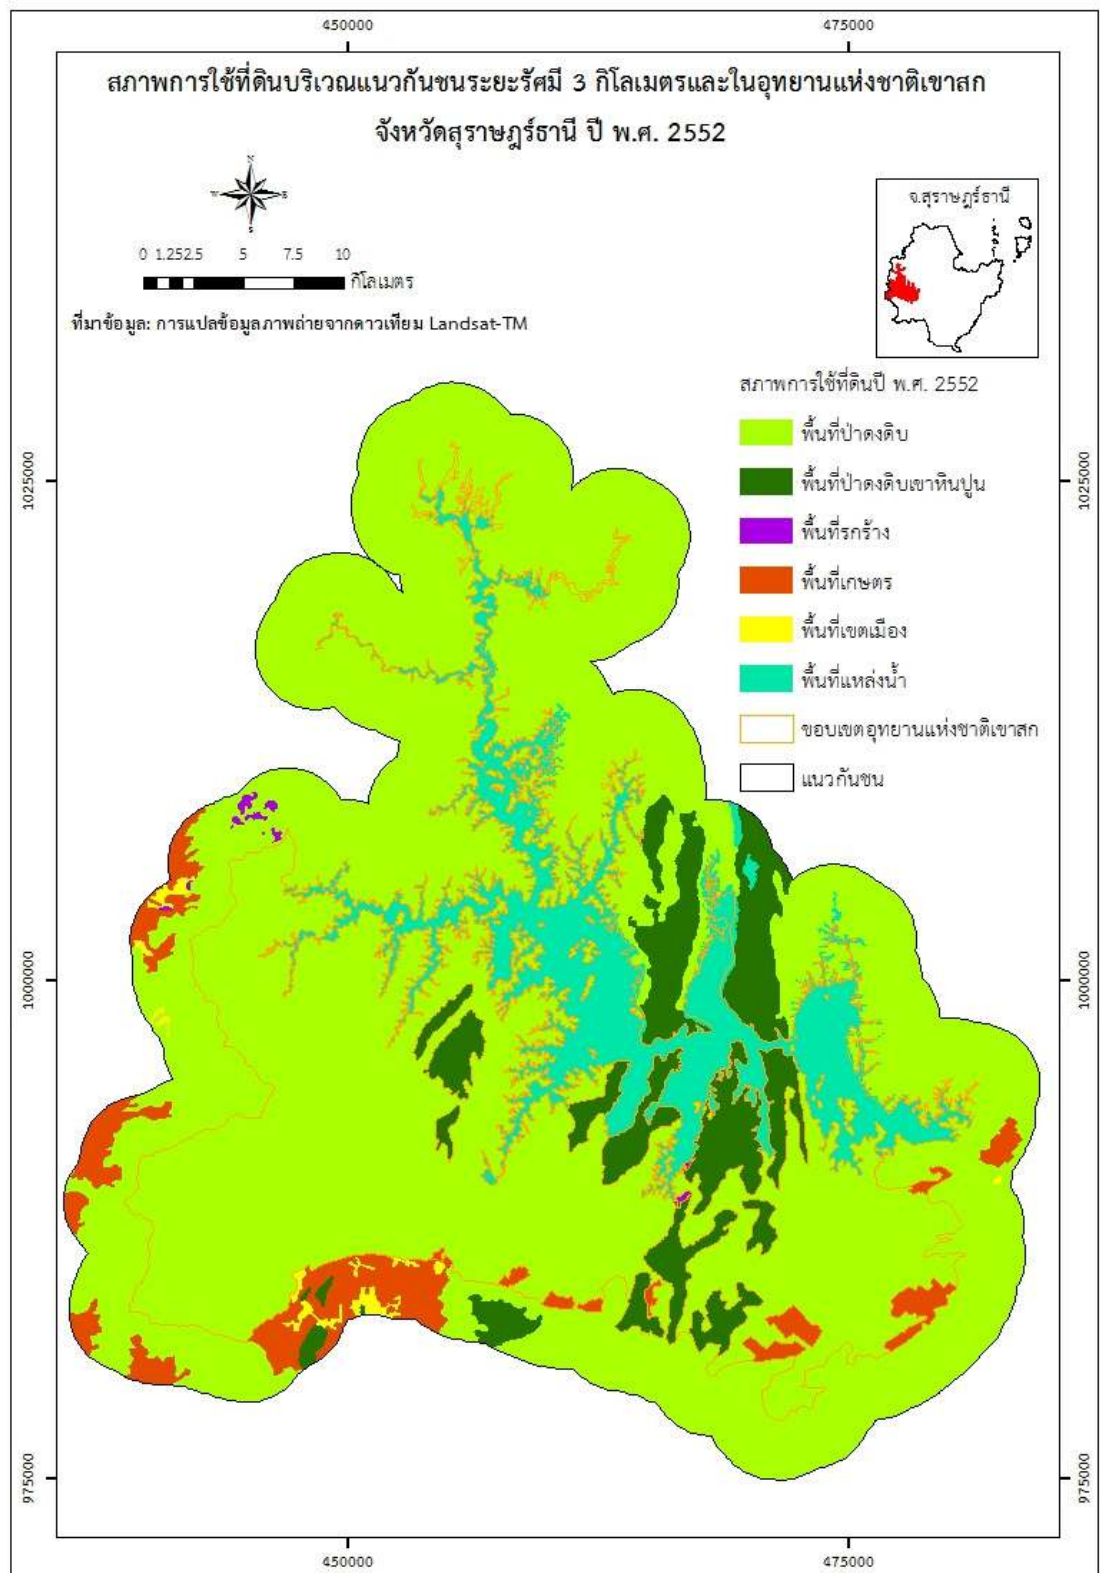 450000 475000
สภาพการใช้ที่ดินบริเวณแนวกันชนระยะรัศมี 3 กิโลเมตรและในอุทยานแห่งชาติเขาสก
จังหวัดสุราษฎร์ธานี ปี พ.ศ. 2552
N
W E
S
จ.สุราษฎร์ธานี
0 1.252.5 5 7.5 10
กิโลเมตร
ที่มาข้อมูล: การแปลข้อมูลภาพถ่ายจากดาวเทียม Landsat-TM
สภาพการใช้ที่ดินปี พ.ศ. 2552
พื้นที่ป่าดงดิบ
พื้นที่ป่าดงดิบเขาหินปูน
พื้นที่รกร้าง
พื้นที่เกษตร
พื้นที่เขตเมือง
พื้นที่แหล่งน้ำ
ขอบเขตอุทยานแห่งชาติเขาสก
แนวกันชน
1025000 1025000
1000000 1000000
975000 975000
450000 475000